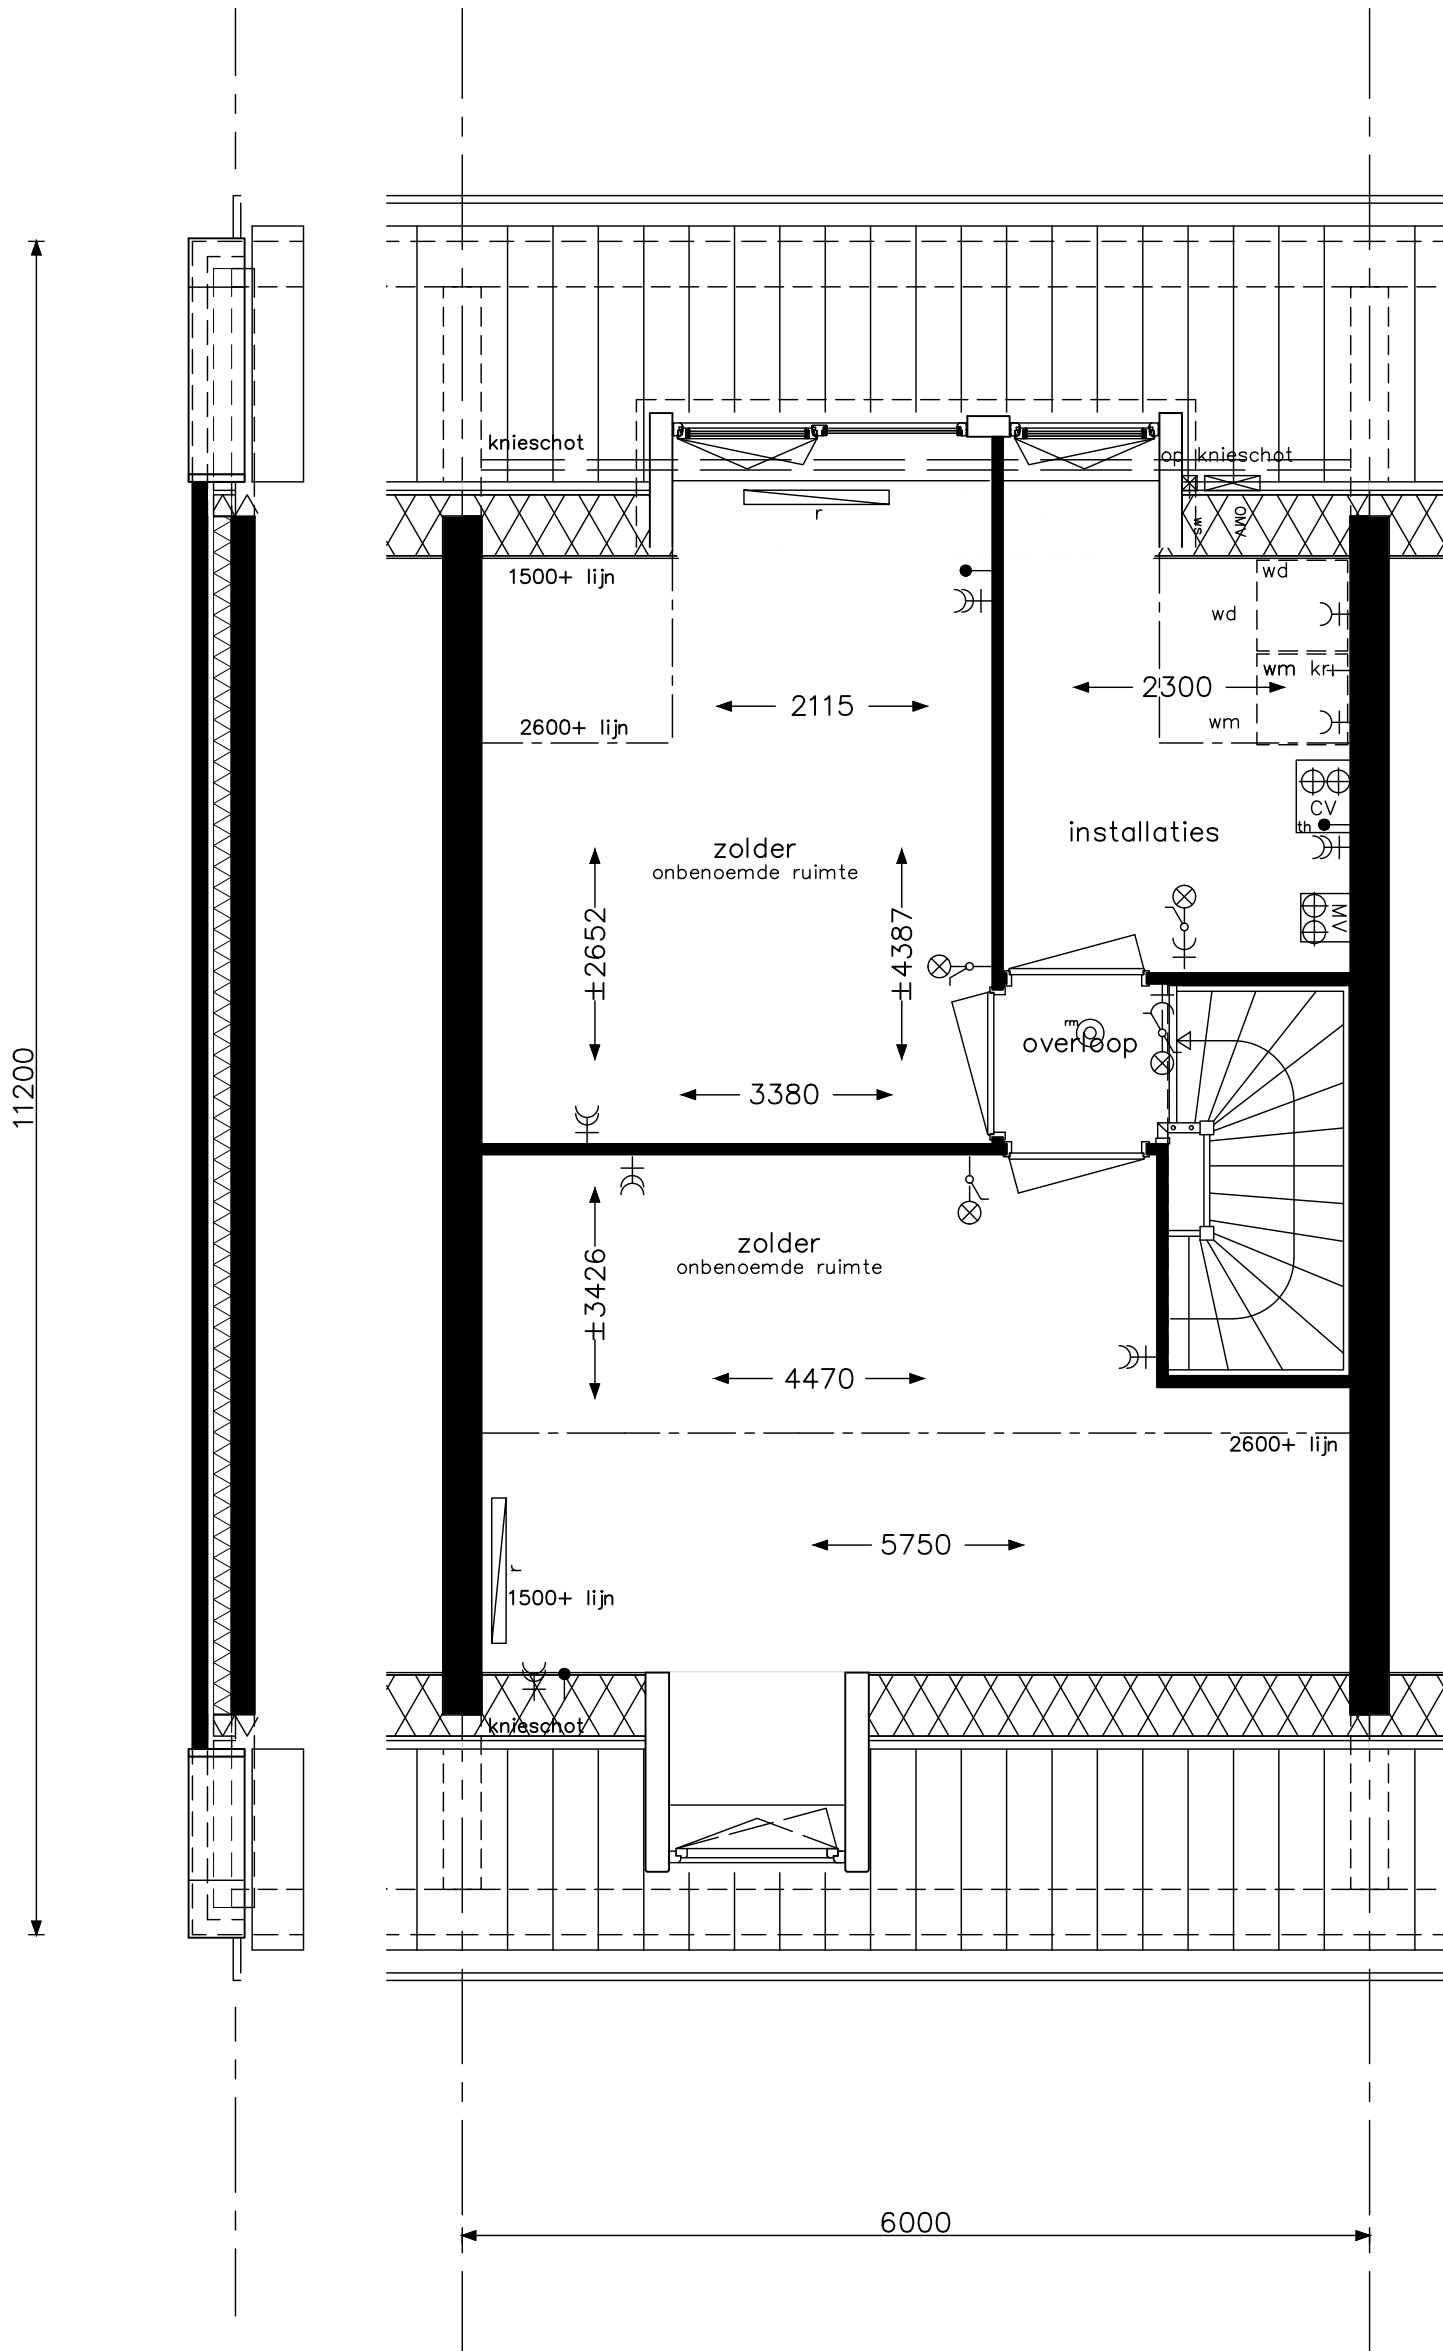 knieschot
op knieschot
r
ws
OMV
1500+ lijn
wd
wd
wm kr.
2300
2115
wm
2600+ lijn
CV
th
installaties
zolder
onbenoemde ruimte
MV
±2652
±4387
rm
overloop
11200
3380
zolder
onbenoemde ruimte
±3426
4470
2600+ lijn
5750
r
1500+ lijn
knieschot
6000